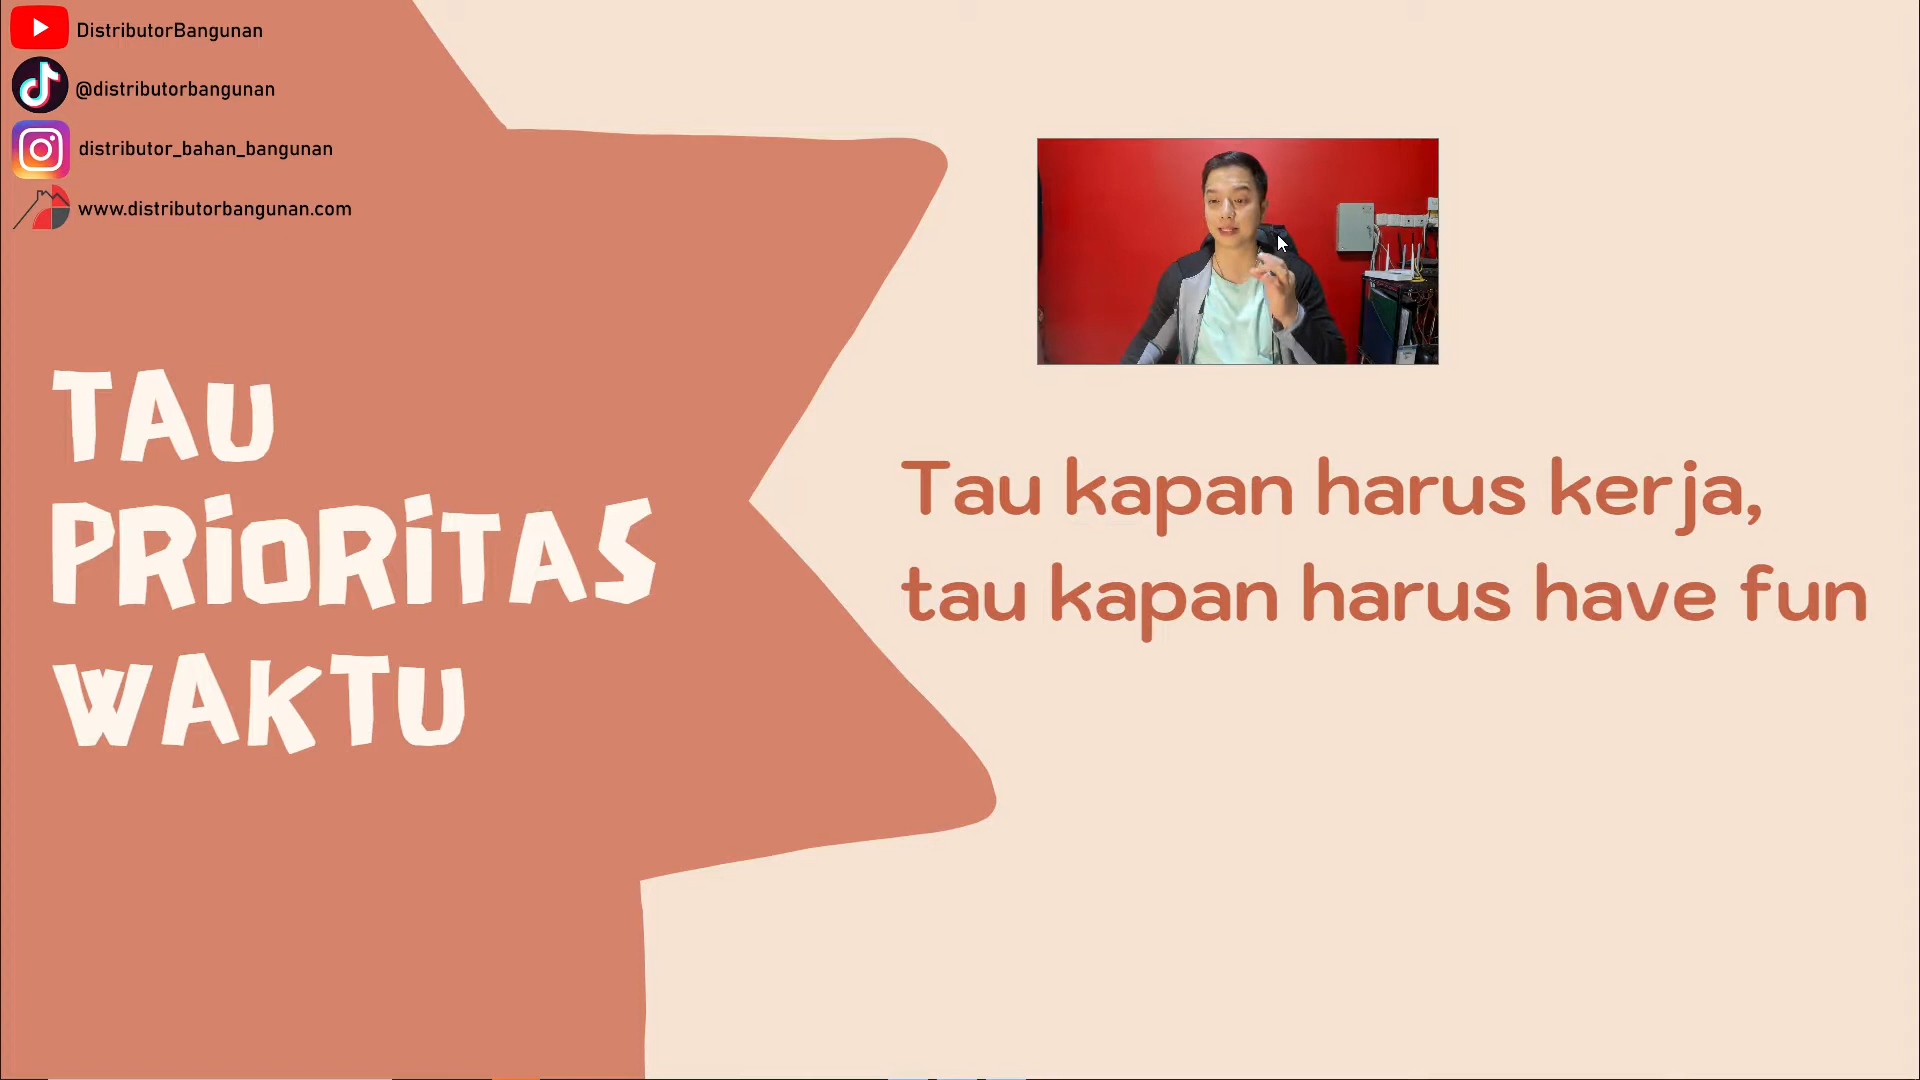 DistributorBangunan
@distributorbangunan
distributor_bahan_bangunan
www.distributorbangunan.com
TAU
PRIORITAS
WAKTU
Tau kapan harus kerja,
tau kapan harus have fun